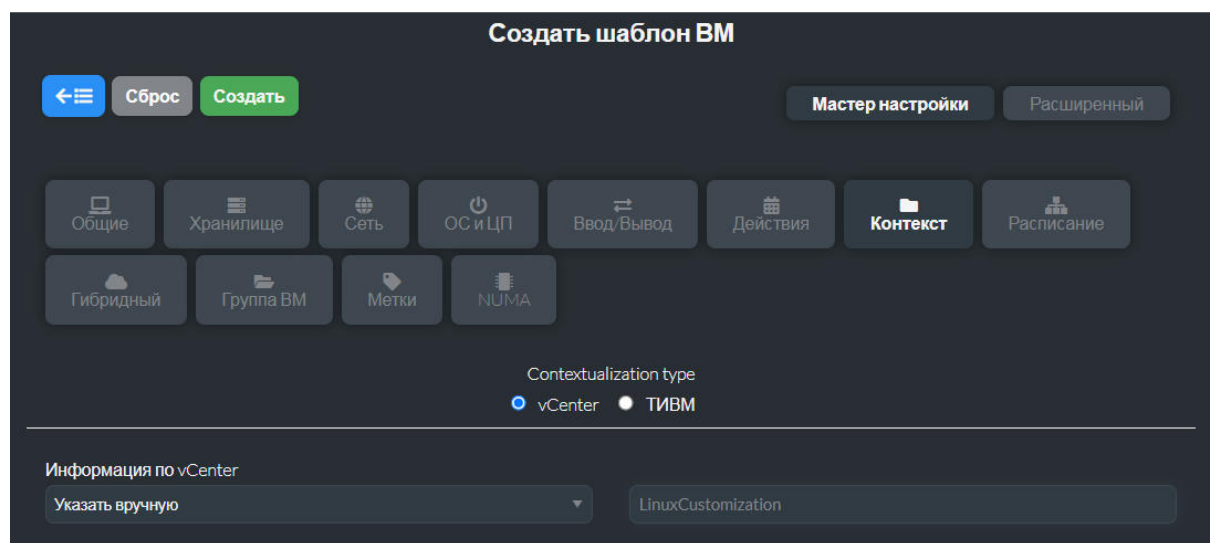 Создать шаблон ВМ
Сброс Создать Мастер настройки Расширенный
Общие Хранилище Сеть ОС и ЦП Ввод/Вывод Действия Контекст Расписание
Гибридный Группа ВМ Метки NUMA
Contextualization type
vCenter ТИВМ
Информация по vCenter
Указать вручную LinuxCustomization